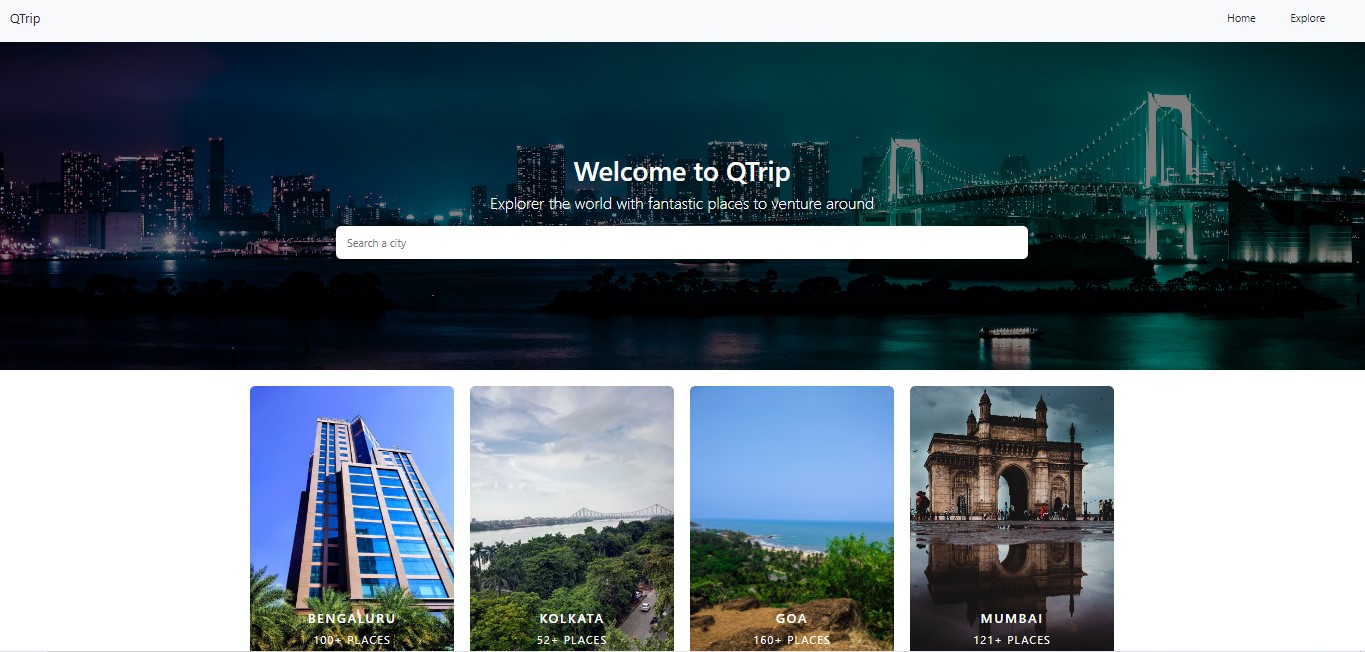 QTrip
Home
Explore
Welcome to QTrip
Explorer the world with fantastic places to venture around
Search a city
BENGALURU
100+ PLACES
KOLKATA
52+ PLACES
GOA
160+ PLACES
MUMBAI
121+ PLACES